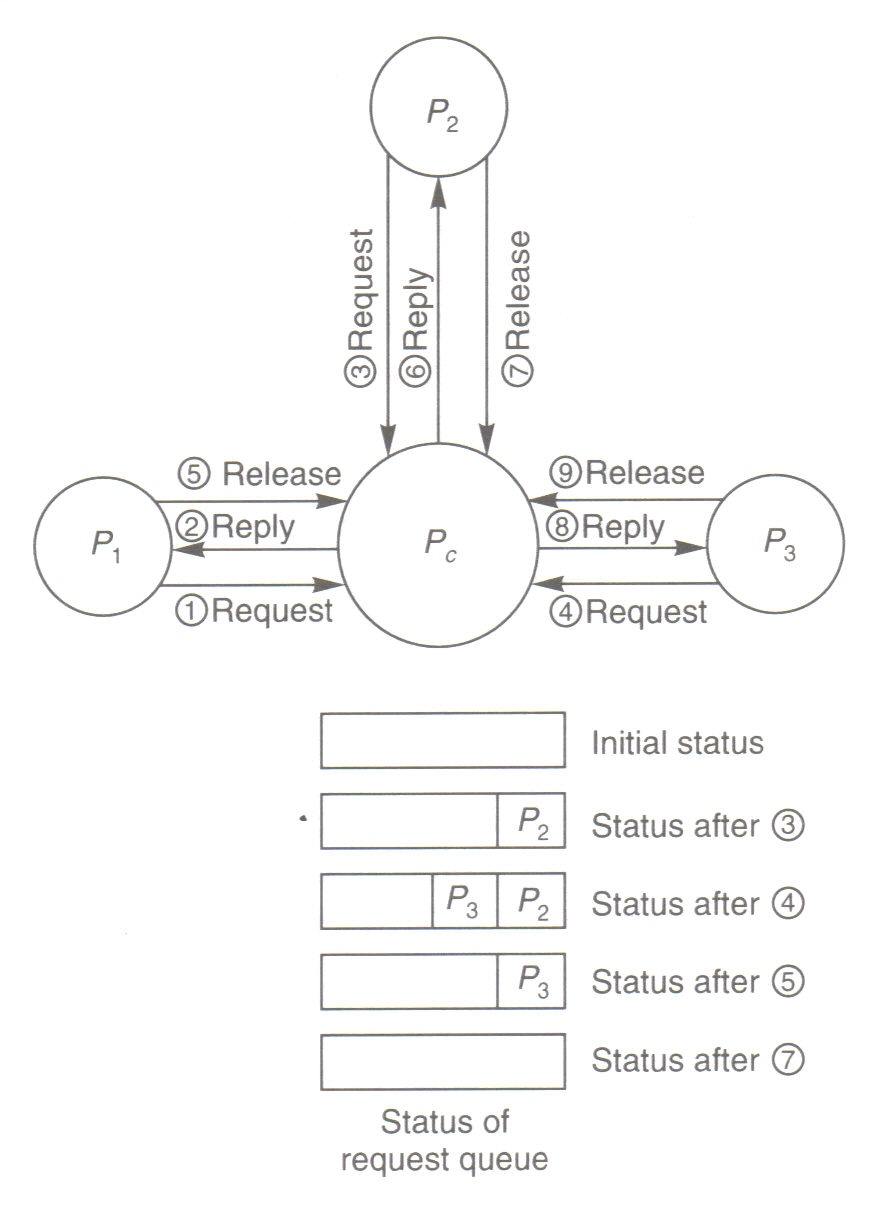 P2
③Request
⑥Reply
⑦Release
⑤ Release
②Reply
①Request
P1
Pc
⑨Release
⑧Reply
④Request
P3
Initial status
P2 Status after ③
P3 P2 Status after ④
P3 Status after ⑤
Status after ⑦
Status of
request queue